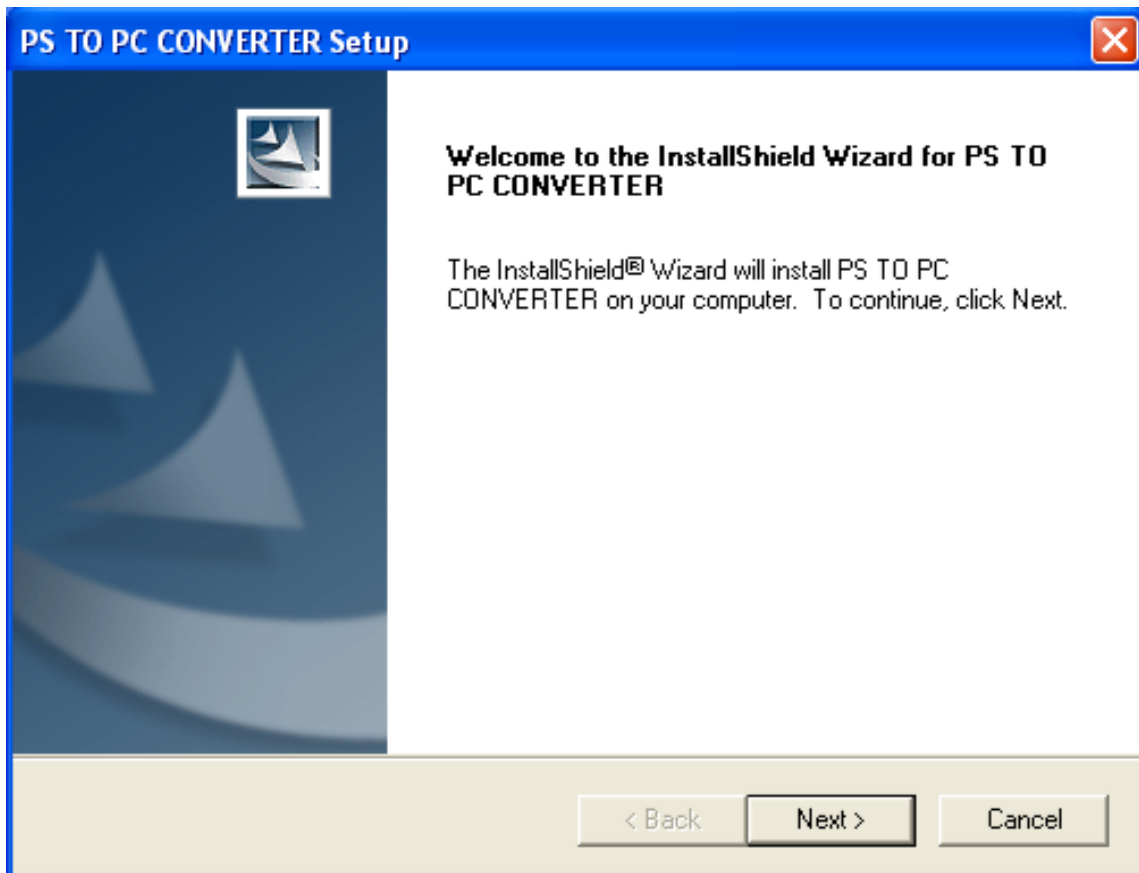 PS TO PC CONVERTER Setup
Welcome to the InstallShield Wizard for PS TO
PC CONVERTER
The InstallShield® Wizard will install PS TO PC
CONVERTER on your computer.  To continue, click Next.
< Back
Next >
Cancel